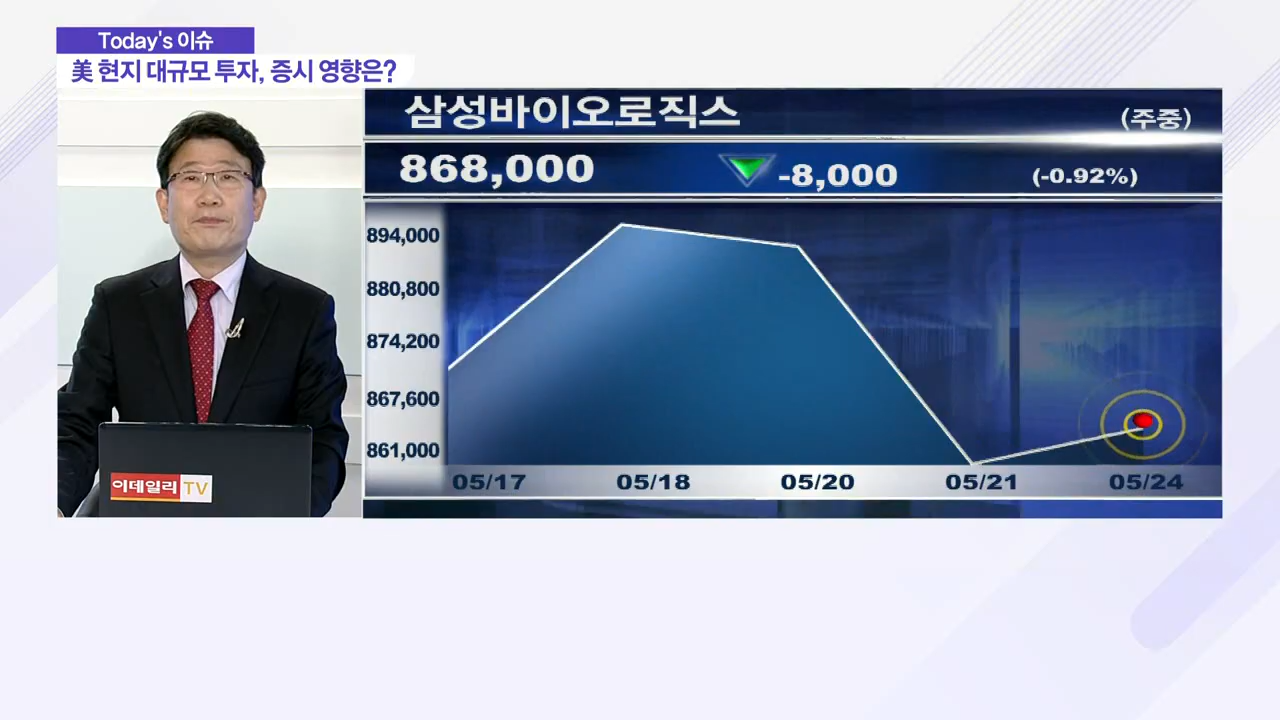 Today's 이슈
美 현지 대규모 투자, 증시 영향은?
삼성바이오로직스 (주중)
868,000 -8,000 (-0.92%)
894,000
880,800
874,200
867,600
861,000
05/17 05/18 05/20 05/21 05/24
이데일리 TV